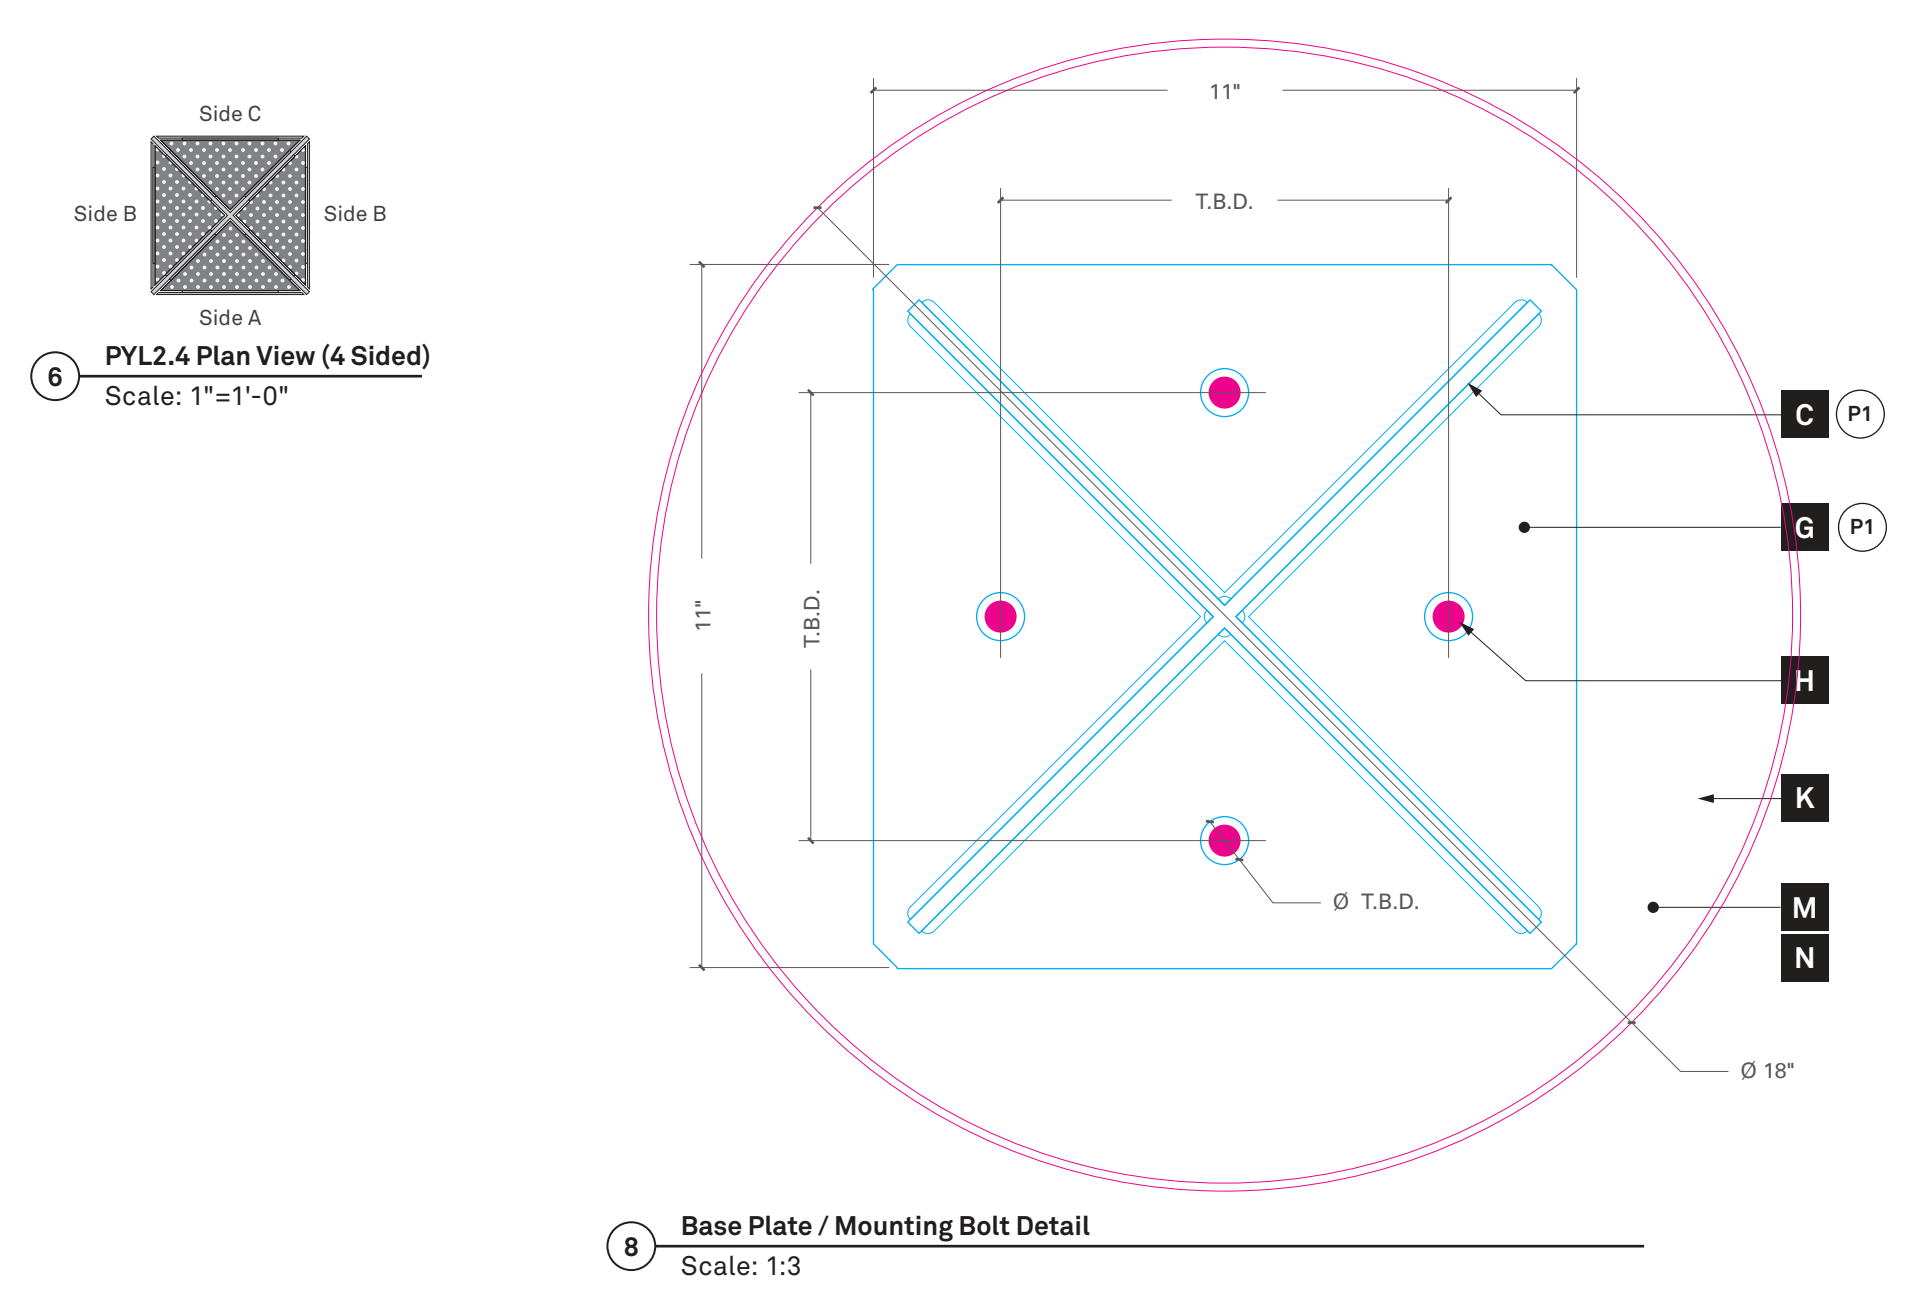 Side C
Side B
Side B
Side A
6
PYL2.4 Plan View (4 Sided)
Scale: 1"=1'-0"
11"
T.B.D.
11"
T.B.D.
Ø T.B.D.
Ø 18"
C P1
G P1
H
K
M
N
8
Base Plate / Mounting Bolt Detail
Scale: 1:3